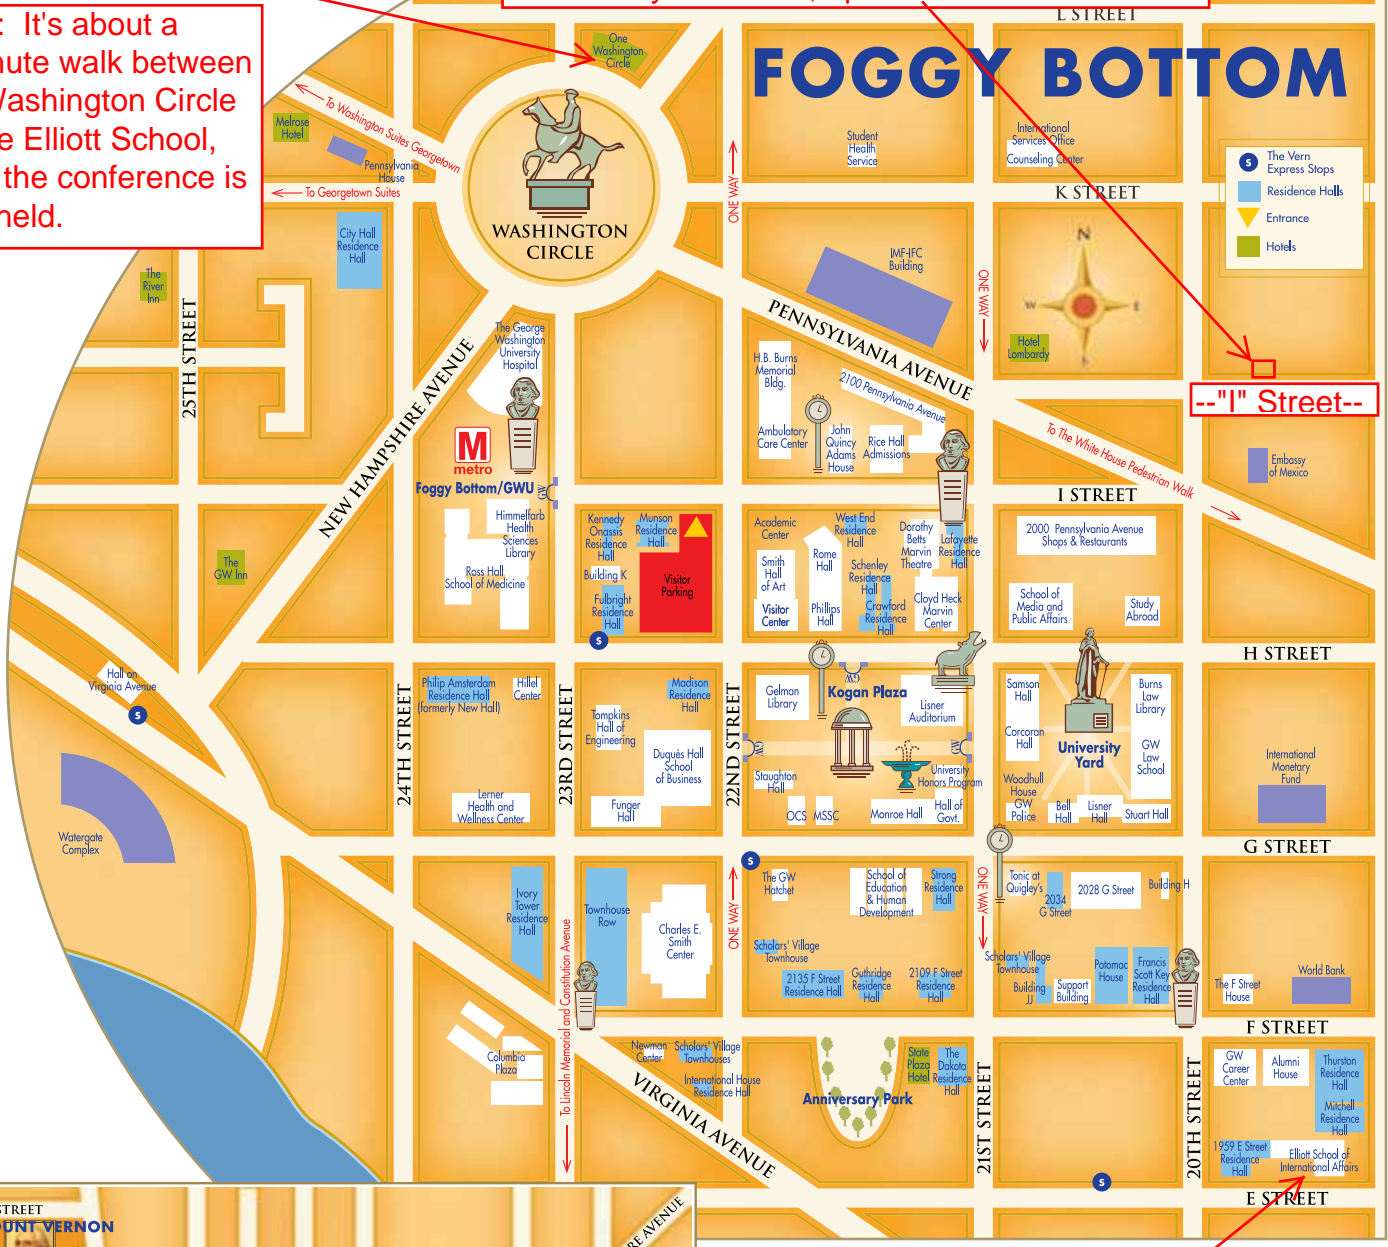 : It's about a
nute walk between
Washington Circle
e Elliott School,
the conference is
held.
L STREET
FOGGY BOTTOM
One
Washington
Circle
To Washington Suites Georgetown
Melrose
Hotel
Pennsylvania
House
To Georgetown Suites
WASHINGTON
CIRCLE
ONE WAY
Student
Health
Service
International
Services Office
Counseling Center
S
The Vern
Express Stops
Residence Halls
Entrance
Hotels
K STREET
City Hall
Residence
Hall
The
River
Inn
25TH STREET
IMF-IFC
Building
ONE WAY
N
W
E
S
Hotel
Lombardy
--"I" Street--
PENNSYLVANIA AVENUE
The George
Washington
University
Hospital
NEW HAMPSHIRE AVENUE
M
metro
Foggy Bottom/GWU
GW
H.B. Burns
Memorial
Bldg.
2100 Pennsylvania Avenue
Ambulatory
Care Center
John
Quincy
Adams
House
Rice Hall
Admissions
To The White House Pedestrian Walk
Embassy
of Mexico
I STREET
The
GW Inn
Himmelfarb
Health
Sciences
Library
Ross Hall
School of Medicine
Kennedy
Onassis
Residence
Hall
Munson
Residence
Hall
Building K
Fulbright
Residence
Hall
Visitor
Parking
S
Academic
Center
Smith
Hall
of Art
Visitor
Center
Rome
Hall
Phillips
Hall
West End
Residence
Hall
Schenley
Residence
Hall
Crawford
Residence
Hall
Dorothy
Betts
Marvin
Theatre
Lafayette
Residence
Hall
Cloyd Heck
Marvin
Center
2000 Pennsylvania Avenue
Shops & Restaurants
School of
Media and
Public Affairs
Study
Abroad
H STREET
Hall on
Virginia Avenue
S
24TH STREET
Philip Amsterdam
Residence Hall
(formerly New Hall)
Hillel
Center
23RD STREET
Tompkins
Hall of
Engineering
Madison
Residence
Hall
Duquès Hall
School
of Business
Funger
Hall
Lerner
Health and
Wellness Center
22ND STREET
Gelman
Library
GW
Kogan Plaza
Lisner
Auditorium
GW
GW
Staughton
Hall
OCS
MSSC
University
Honors Program
Monroe Hall
Hall of
Govt.
Samson
Hall
Corcoran
Hall
Woodhull
House
GW
Police
University
Yard
Burns
Law
Library
GW
Law
School
Bell
Hall
Lisner
Hall
Stuart Hall
International
Monetary
Fund
G STREET
Watergate
Complex
Ivory
Tower
Residence
Hall
Townhouse
Row
Charles E.
Smith
Center
To Lincoln Memorial and Constitution Avenue
S
ONE WAY
The GW
Hatchet
School of
Education
& Human
Development
Strong
Residence
Hall
Scholars' Village
Townhouse
2135 F Street
Residence Hall
Guthridge
Residence
Hall
2109 F Street
Residence
Hall
ONE WAY
Tonic at
Quigley's
2034
G Street
2028 G Street
Building H
Scholars' Village
Townhouse
Building
JJ
Support
Building
Potomac
House
Francis
Scott Key
Residence
Hall
The F Street
House
World Bank
F STREET
Columbia
Plaza
Newman
Center
Scholars' Village
Townhouses
International House
Residence Hall
VIRGINIA AVENUE
Anniversary Park
State
Plaza
Hotel
The
Dakota
Residence
Hall
21ST STREET
S
20TH STREET
GW
Career
Center
Alumni
House
Thurston
Residence
Hall
Mitchell
Residence
Hall
1959 E Street
Residence
Hall
Elliott School of
International Affairs
E STREET
STREET
OUNT VERNON
RE AVENUE